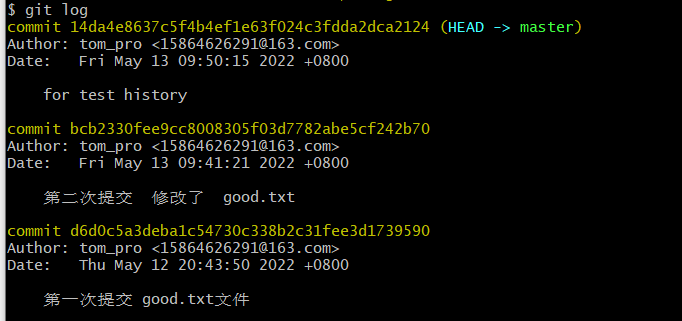 $ git log
commit 14da4e8637c5f4b4ef1e63f024c3fdda2dca2124 (HEAD -> master)
Author: tom_pro <15864626291@163.com>
Date:   Fri May 13 09:50:15 2022 +0800
for test history
commit bcb2330fee9cc8008305f03d7782abe5cf242b70
Author: tom_pro <15864626291@163.com>
Date:   Fri May 13 09:41:21 2022 +0800
第二次提交  修改了  good.txt
commit d6d0c5a3deba1c54730c338b2c31fee3d1739590
Author: tom_pro <15864626291@163.com>
Date:   Thu May 12 20:43:50 2022 +0800
第一次提交 good.txt文件